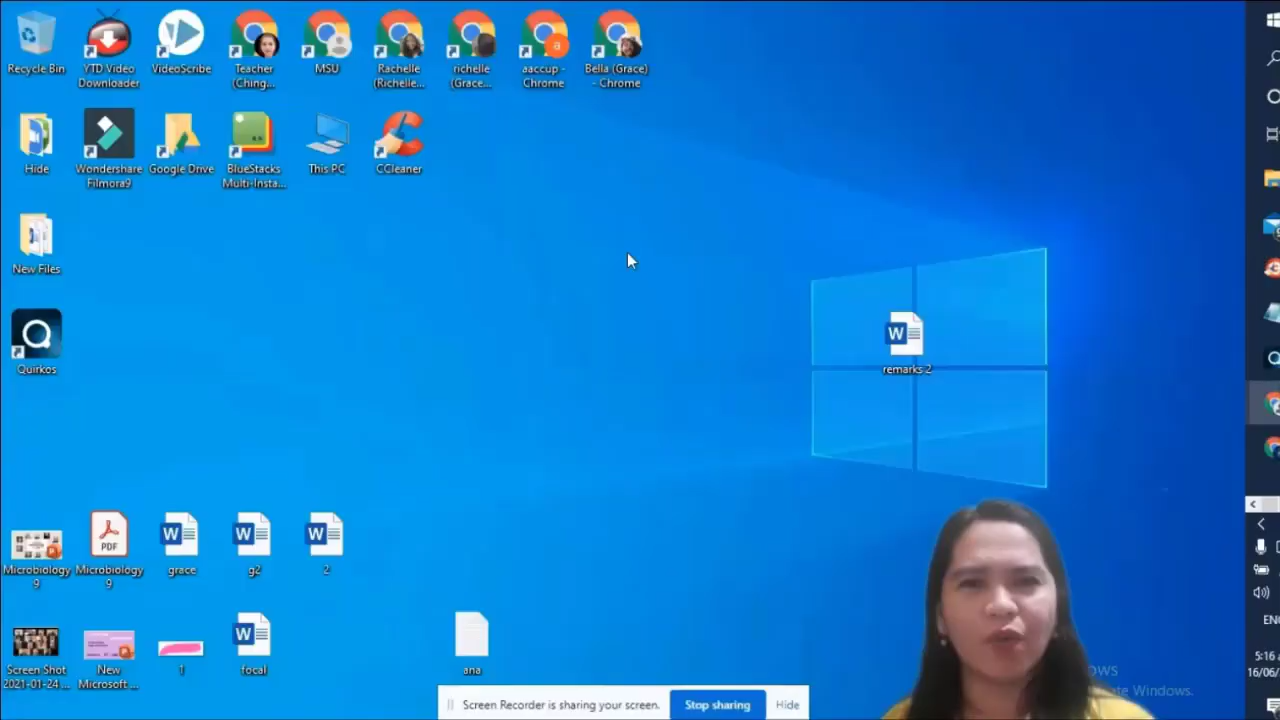 Recycle Bin
YTD Video
Downloader
VideoScribe
Teacher
(Ching...
MSU
Rachelle
(Richelle...
richelle
(Grace...
aaccup -
Chrome
Bella (Grace)
- Chrome
Hide
Wondershare
Filmora9
Google Drive
BlueStacks
Multi-Insta...
This PC
CCleaner
New Files
Quirkos
remarks 2
Microbiology
9
Microbiology
9
PDF
grace
g2
2
Screen Shot
2021-01-24 ...
New
Microsoft ...
1
focal
ana
Screen Recorder is sharing your screen.
Stop sharing
Hide
ate Windows.
ENG
5:16 a
16/06/